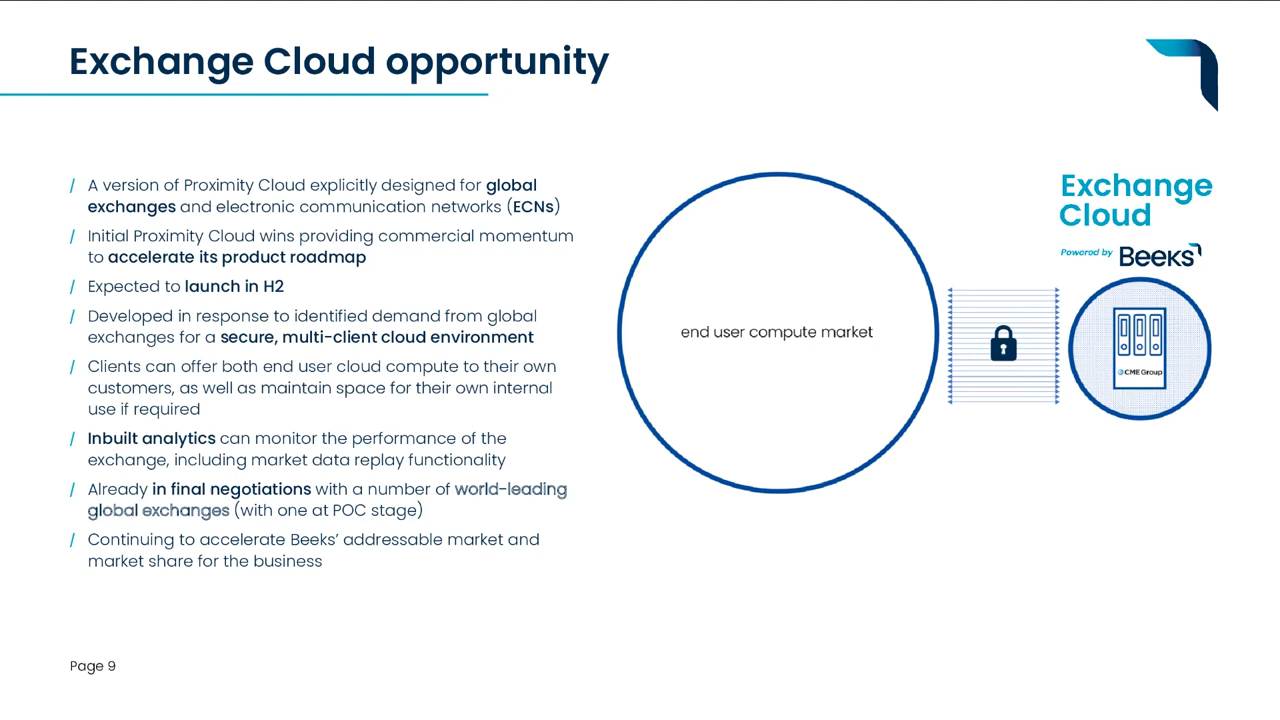 Exchange Cloud opportunity
/ A version of Proximity Cloud explicitly designed for global
exchanges and electronic communication networks (ECNs)
/ Initial Proximity Cloud wins providing commercial momentum
to accelerate its product roadmap
/ Expected to launch in H2
/ Developed in response to identified demand from global
exchanges for a secure, multi-client cloud environment
/ Clients can offer both end user cloud compute to their own
customers, as well as maintain space for their own internal
use if required
/ Inbuilt analytics can monitor the performance of the
exchange, including market data replay functionality
/ Already in final negotiations with a number of world-leading
global exchanges (with one at POC stage)
/ Continuing to accelerate Beeks’ addressable market and
market share for the business
end user compute market
Exchange
Cloud
Powered by Beeks
CME Group
Page 9